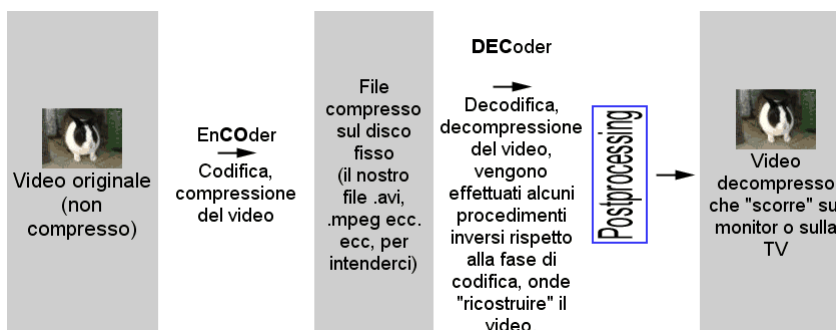 Video originale
(non
compresso)
EnCOder
Codifica,
compressione
del video
File
compresso
sul disco
fisso
(il nostro
file .avi,
.mpeg ecc.
ecc, per
intenderci)
DECoder
Decodifica,
decompressione
del video,
vengono
effettuati alcuni
procedimenti
inversi rispetto
alla fase di
codifica, onde
"ricostruire" il
video
Postprocessing
Video
decompresso
che "scorre" su
monitor o sulla
TV